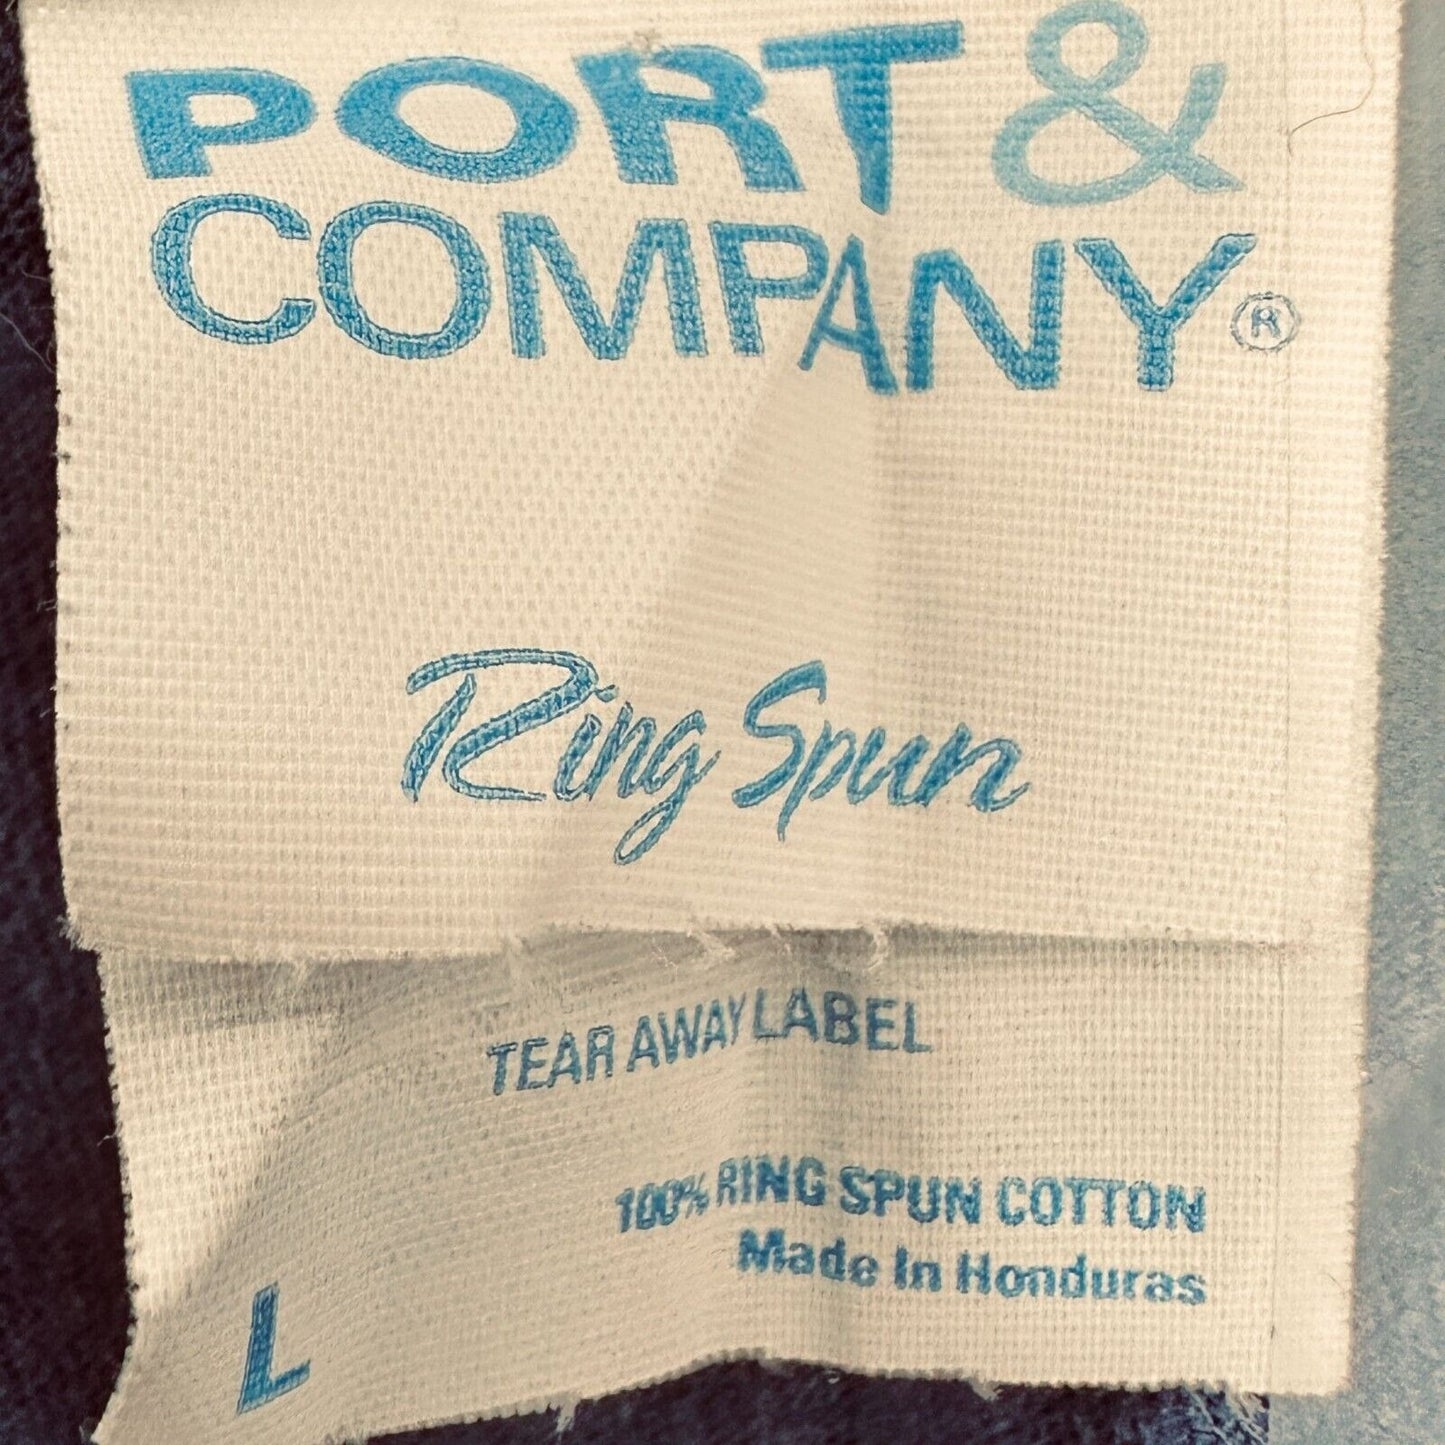 PORT &
COMPANY®
Ring Spun
TEAR AWAY LABEL
100% RING SPUN COTTON
Made In Honduras
L